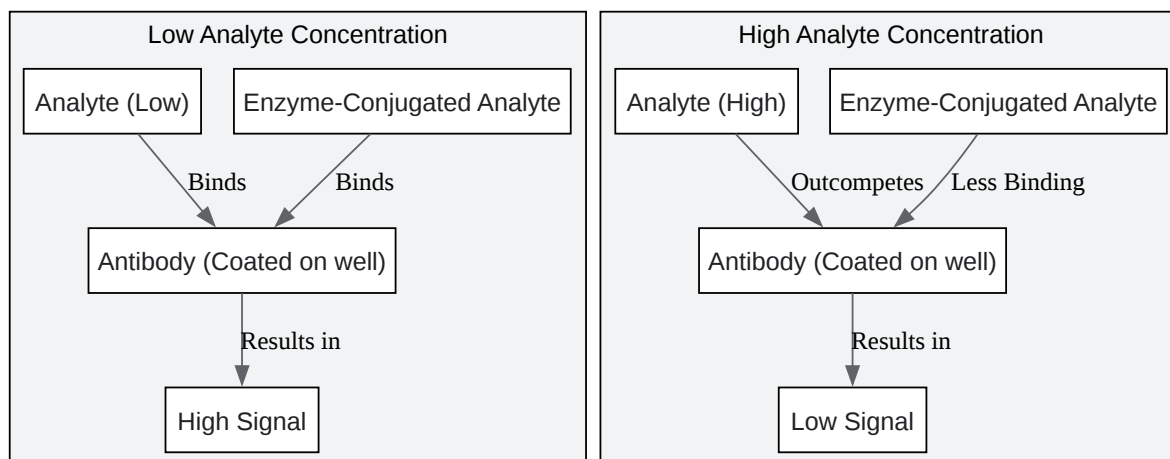 Low Analyte Concentration
Analyte (Low)
Enzyme-Conjugated Analyte
Binds
Binds
Antibody (Coated on well)
Results in
High Signal
High Analyte Concentration
Analyte (High)
Enzyme-Conjugated Analyte
Outcompetes
Less Binding
Antibody (Coated on well)
Results in
Low Signal